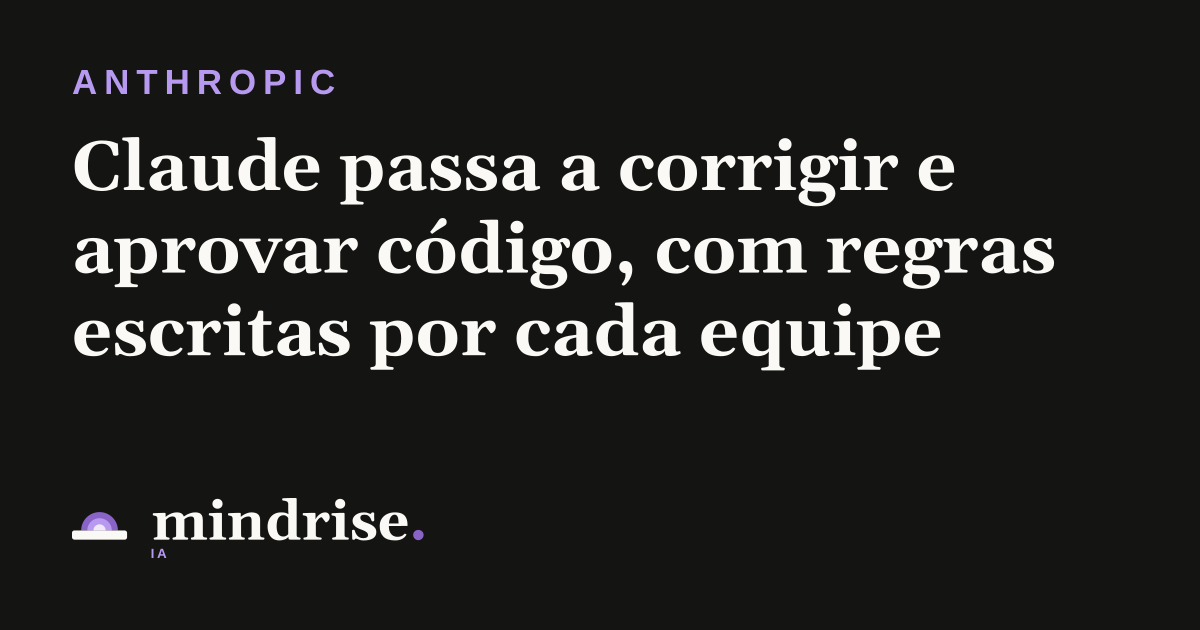 ANTHROPIC
Claude passa a corrigir e
aprovar código, com regras
escritas por cada equipe
mindrise.
IA